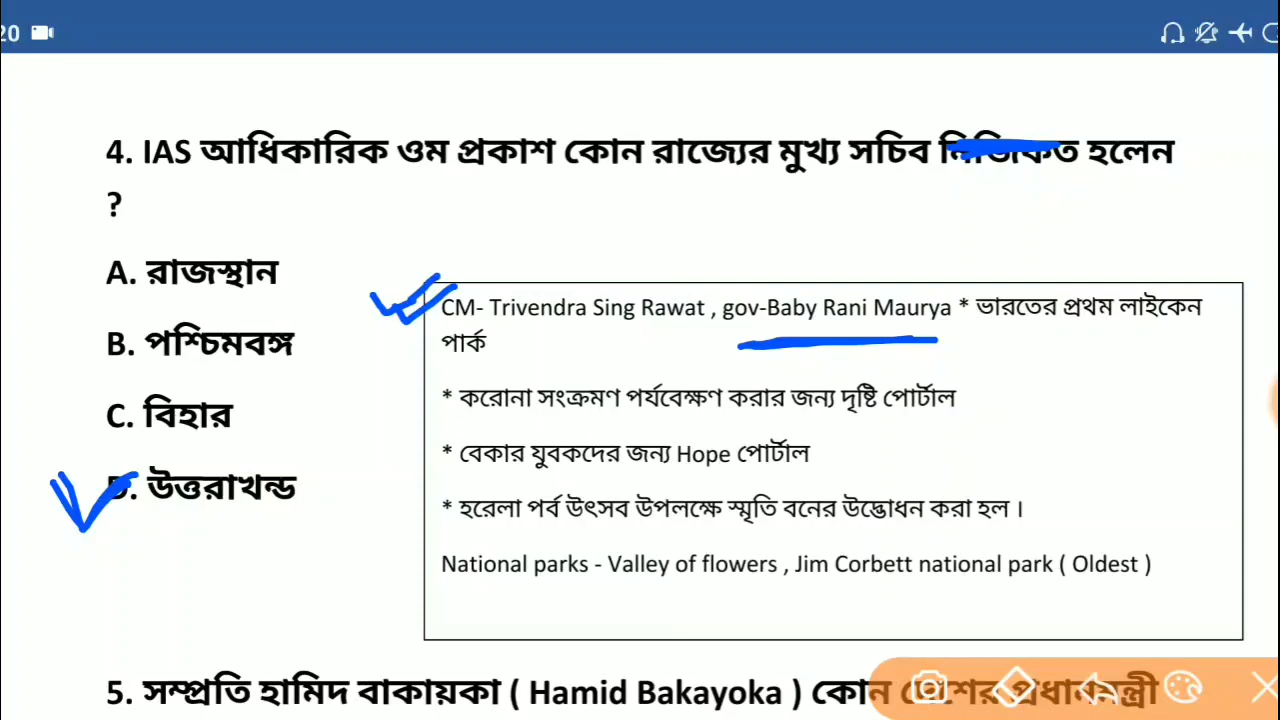 20
4. IAS আধিকারিক ওম প্রকাশ কোন রাজ্যের মুখ্য সচিব হলেন
?
A. রাজস্থান
B. পশ্চিমবঙ্গ
C. বিহার
D. উত্তরাখন্ড
CM- Trivendra Sing Rawat , gov-Baby Rani Maurya * ভারতের প্রথম লাইকেন
পার্ক
* করোনা সংক্রমণ পর্যবেক্ষণ করার জন্য দৃষ্টি পোর্টাল
* বেকার যুবকদের জন্য Hope পোর্টাল
* হরেলা পর্ব উৎসব উপলক্ষে স্মৃতি বনের উদ্ভোধন করা হল ।
National parks - Valley of flowers , Jim Corbett national park ( Oldest )
5. সম্প্রতি হামিদ বাকায়কা ( Hamid Bakayoka ) কোন দেশের প্রধানমন্ত্রী